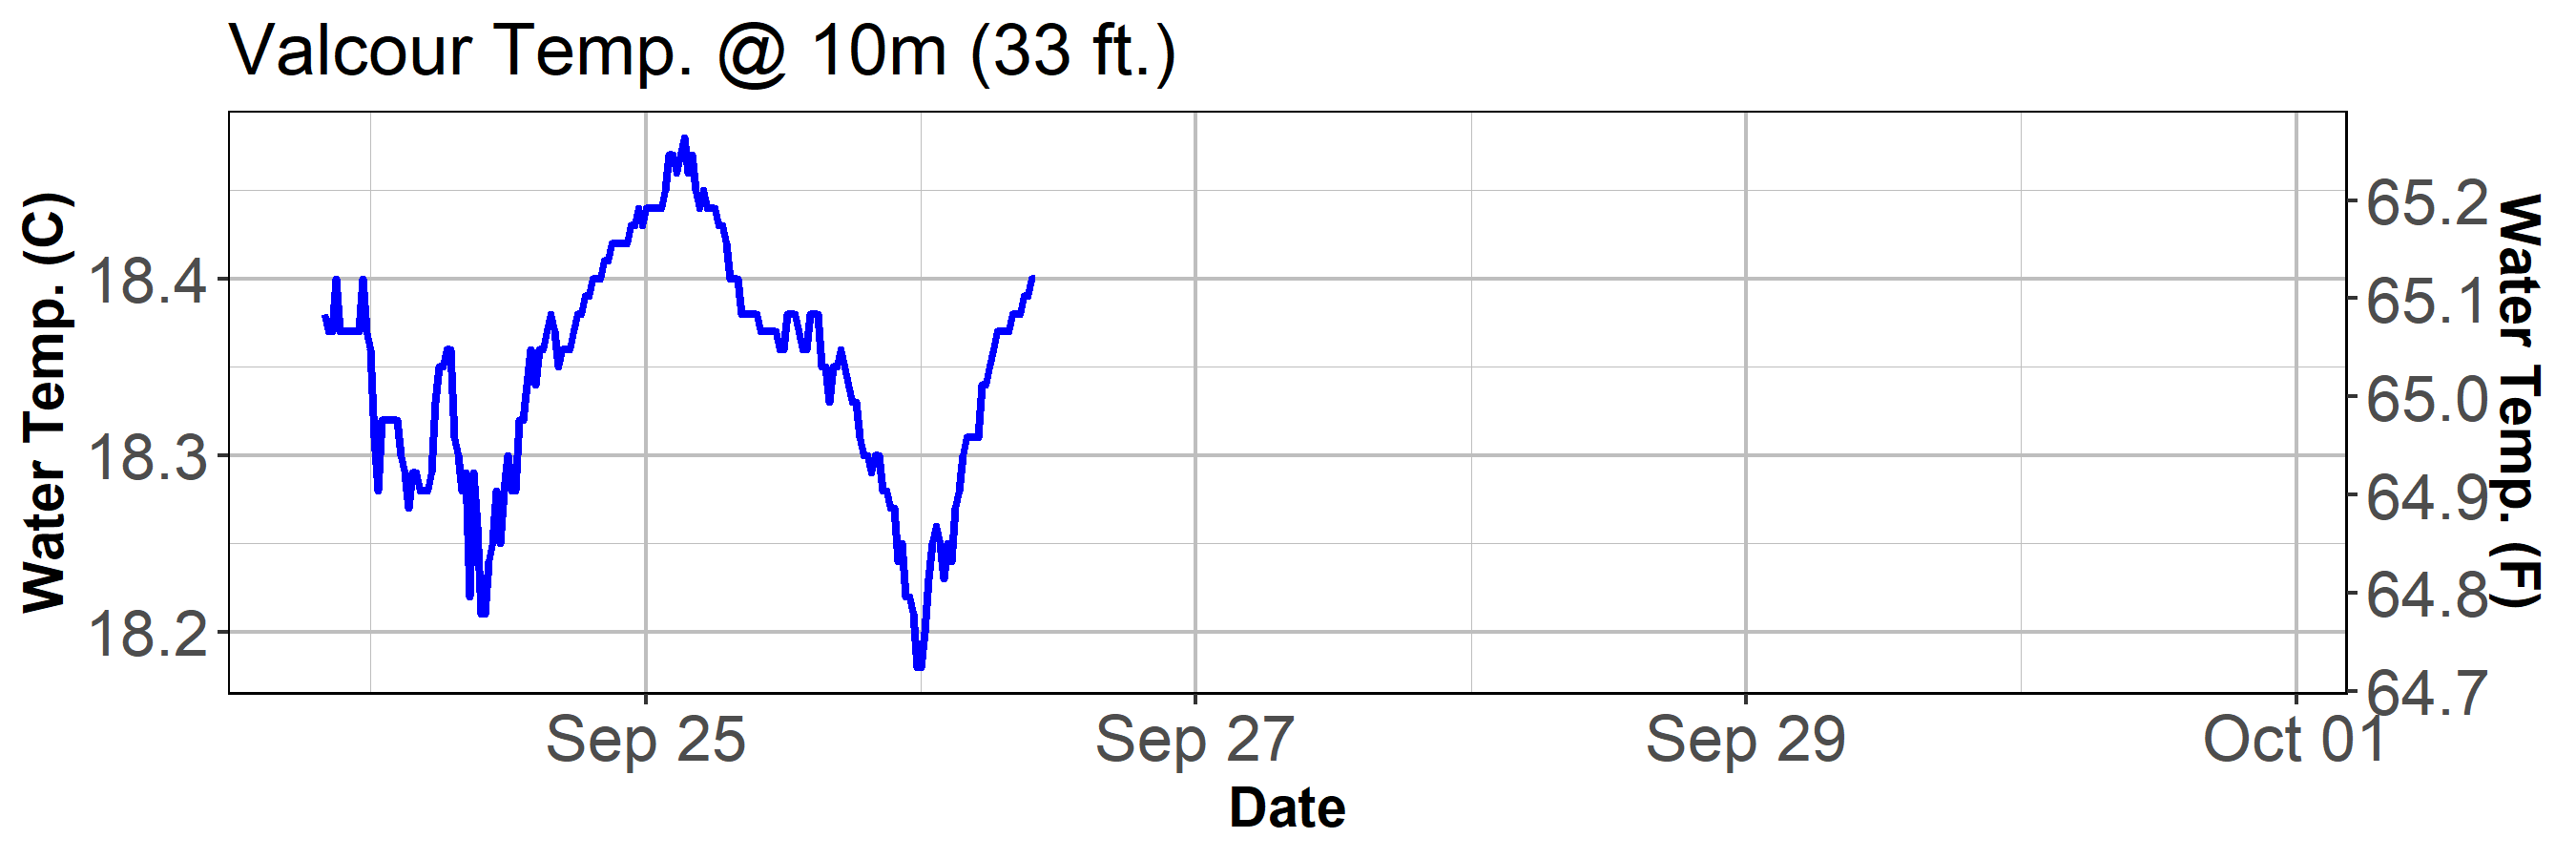 Valcour Temp. @ 10m (33 ft.)
Water Temp. (C)
18.4
18.3
18.2
65.2
65.1
65.0
64.9
64.8
64.7
Water Temp. (F)
Sep 25
Sep 27
Sep 29
Oct 01
Date